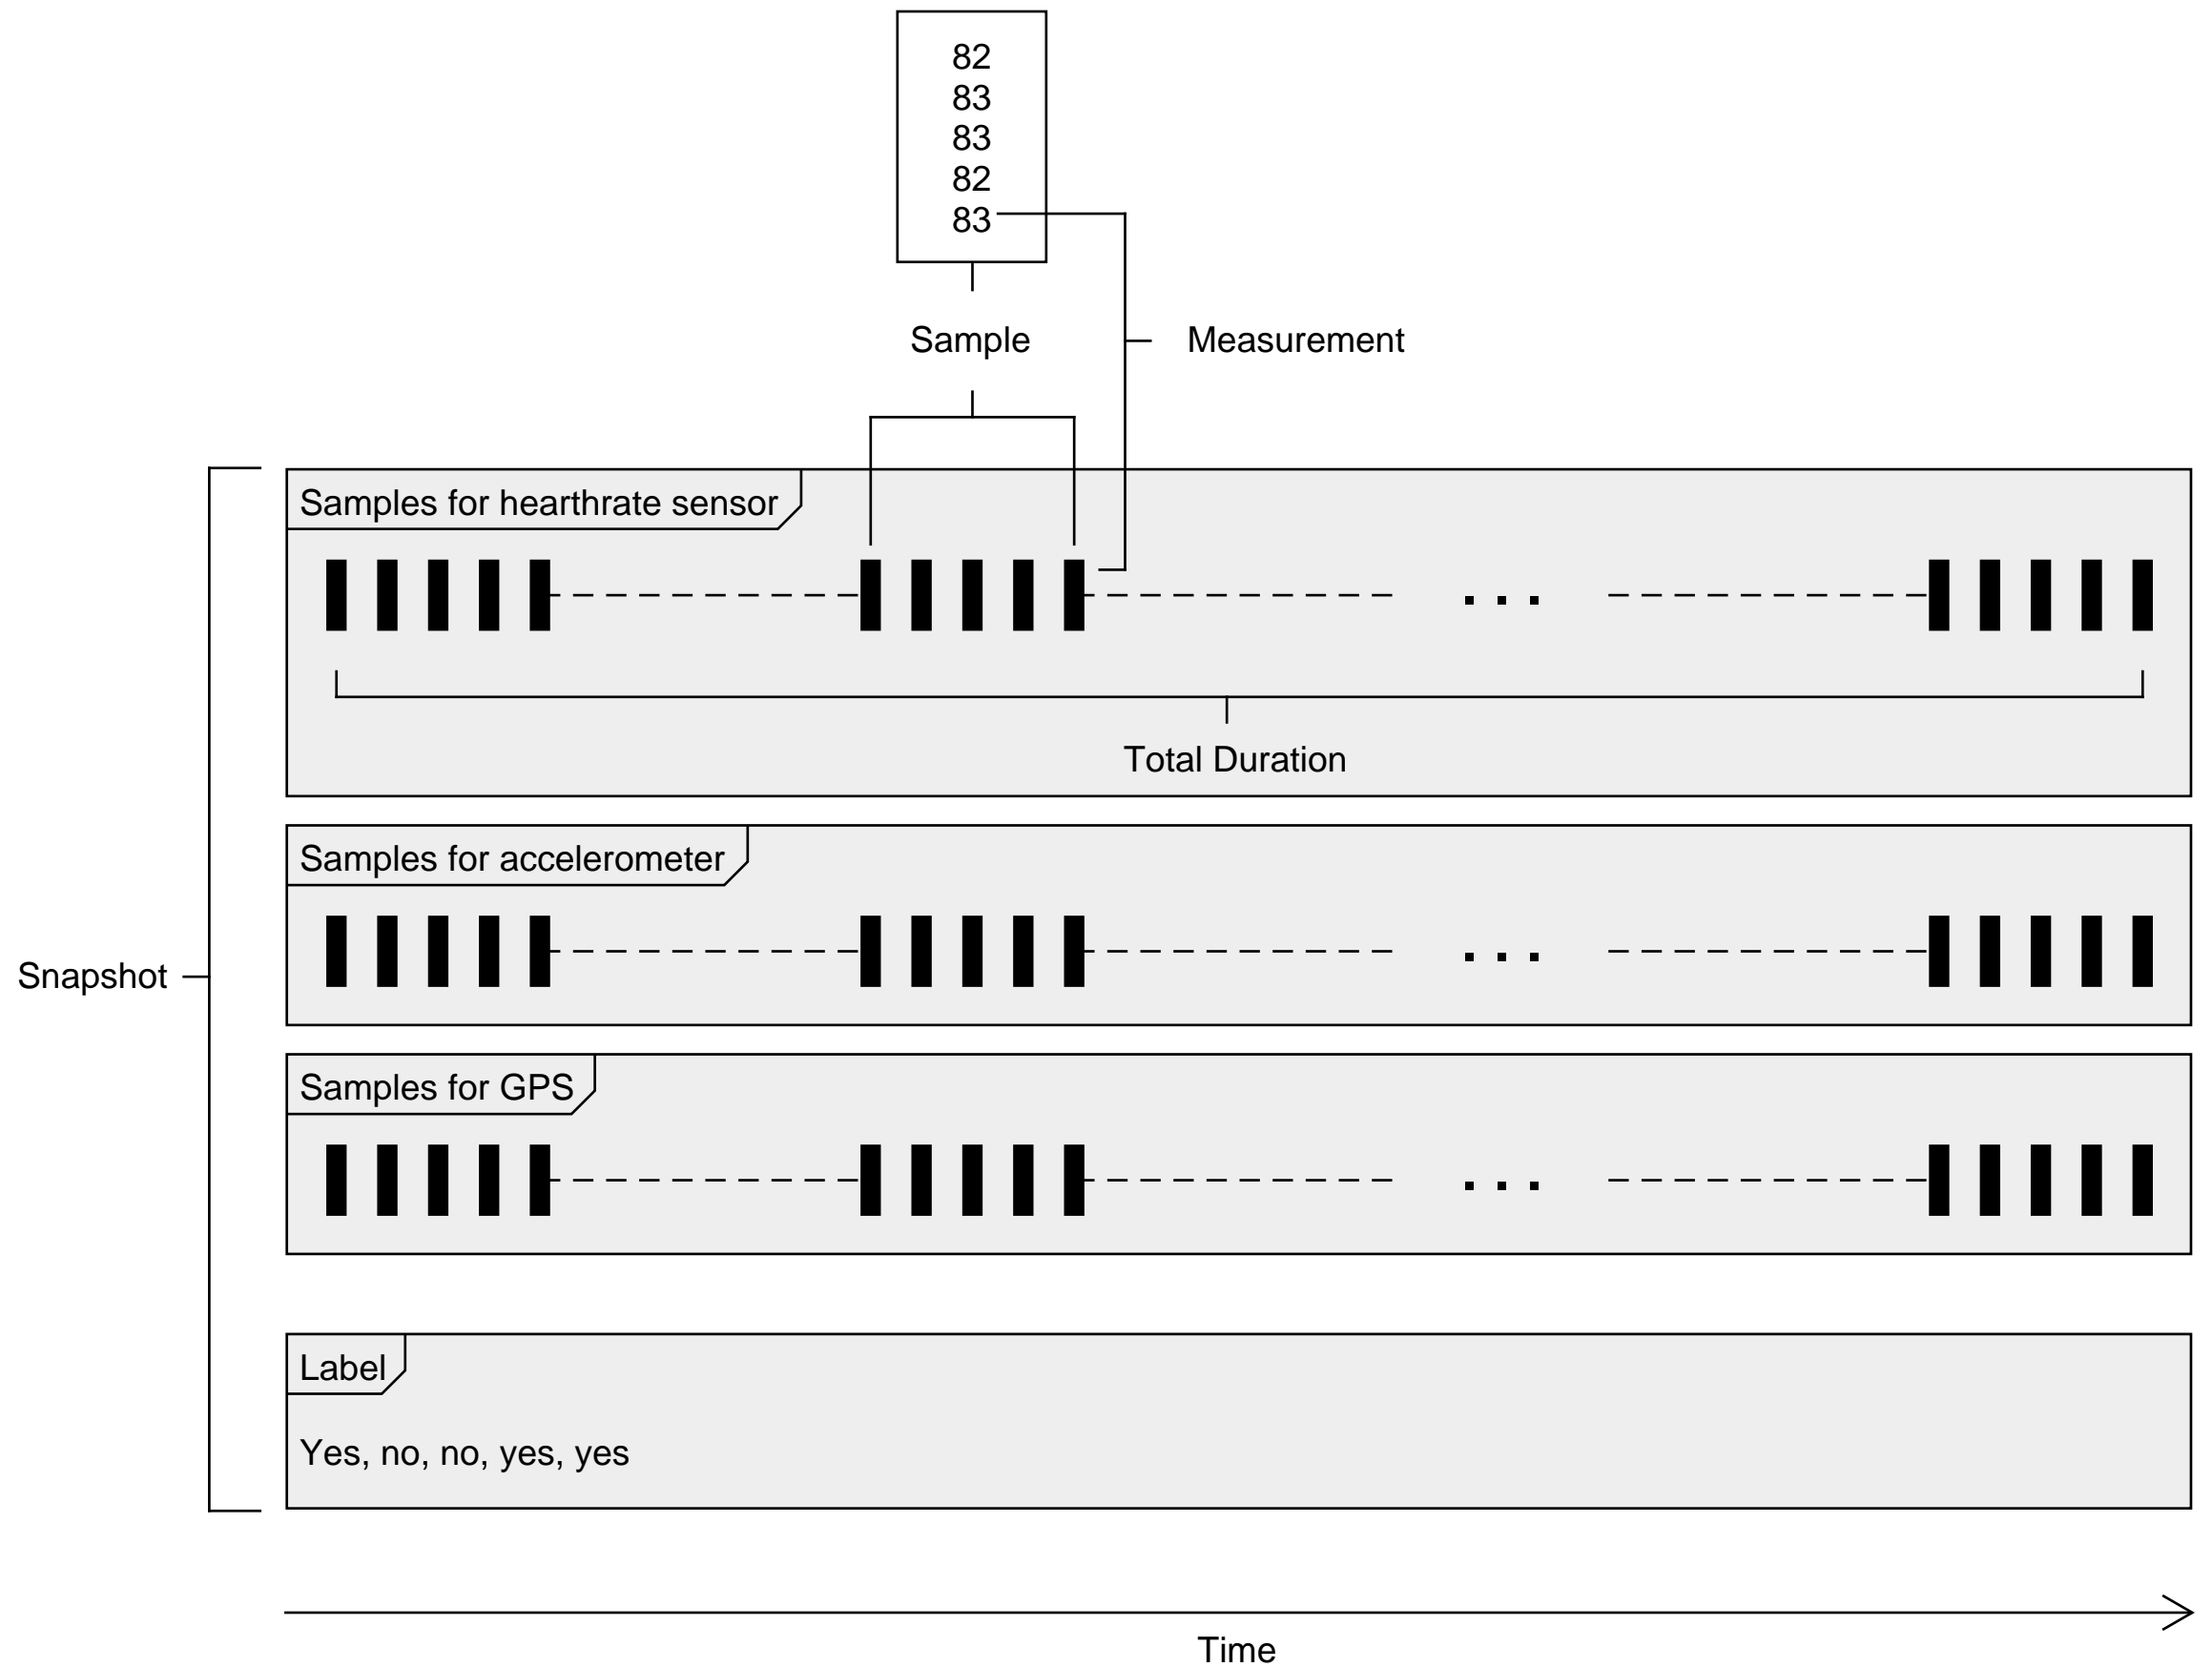 82
83
83
82
83
Sample
Measurement
Samples for hearthrate sensor
Total Duration
Samples for accelerometer
Snapshot
Samples for GPS
Label
Yes, no, no, yes, yes
Time